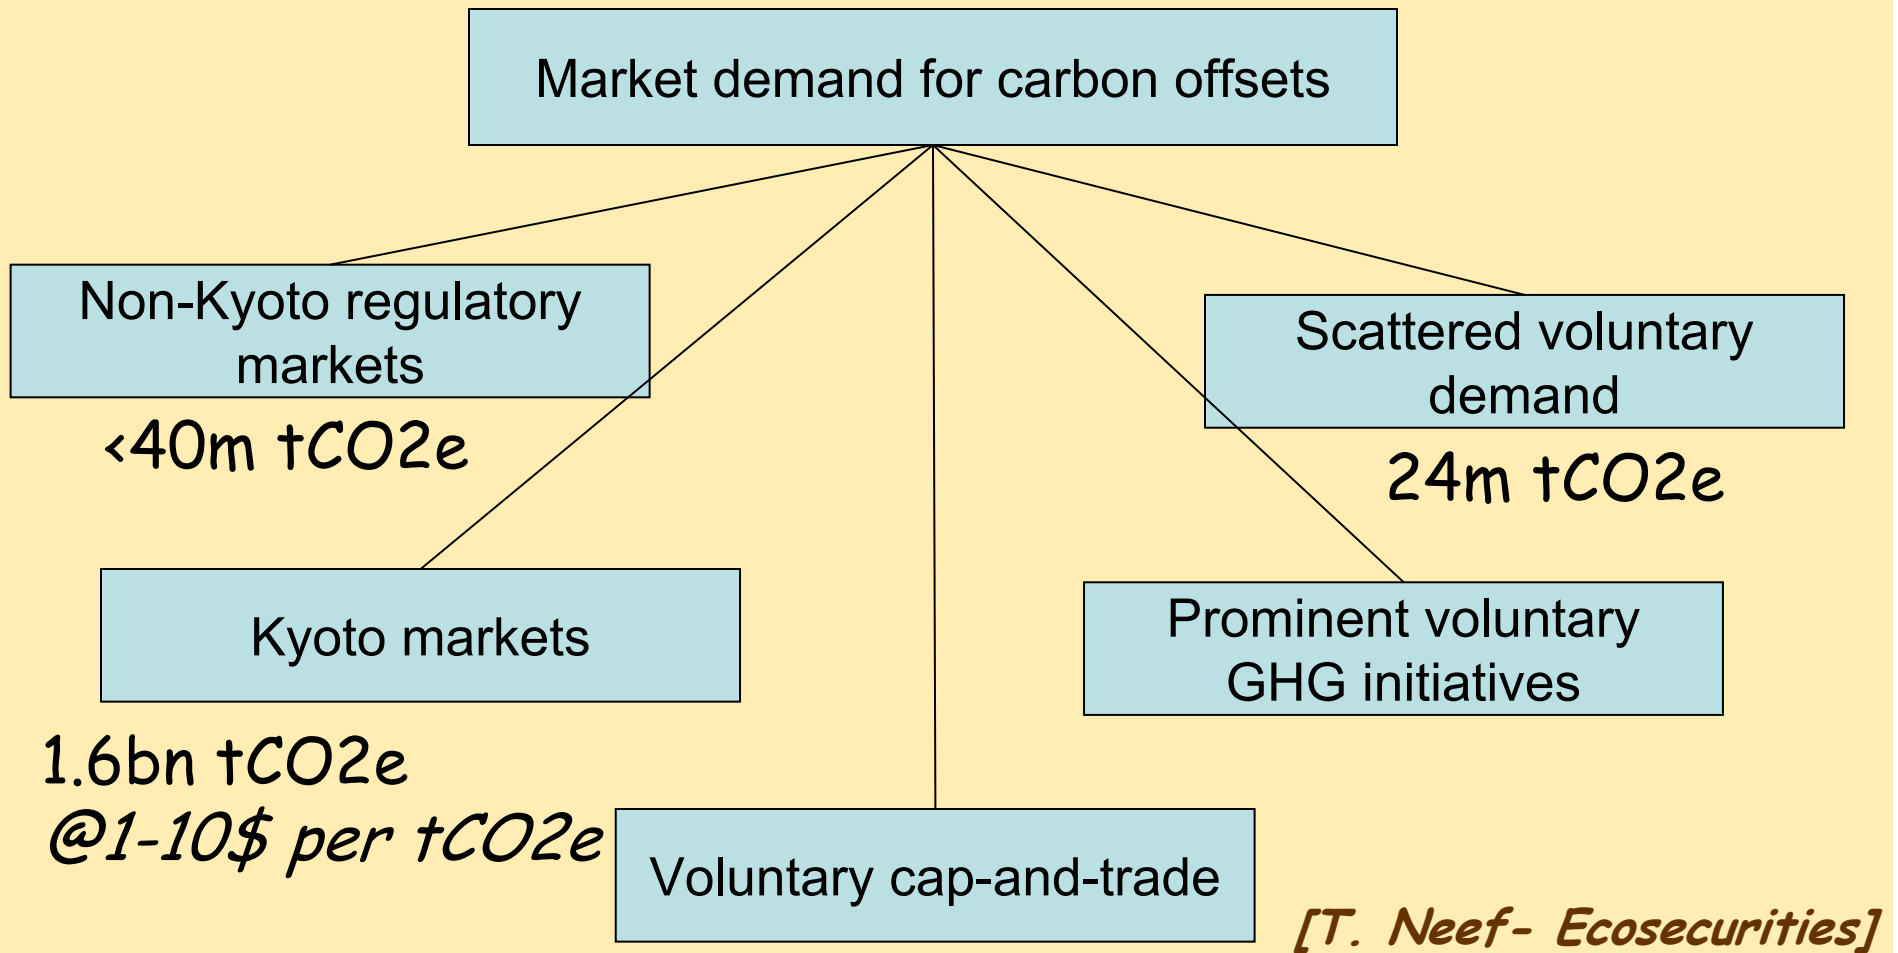 Market demand for carbon offsets
Non-Kyoto regulatory
markets
<40m tCO2e
Scattered voluntary
demand
24m tCO2e
Kyoto markets
1.6bn tCO2e
@1-10$ per tCO2e
Prominent voluntary
GHG initiatives
Voluntary cap-and-trade
[T. Neef- Ecosecurities]